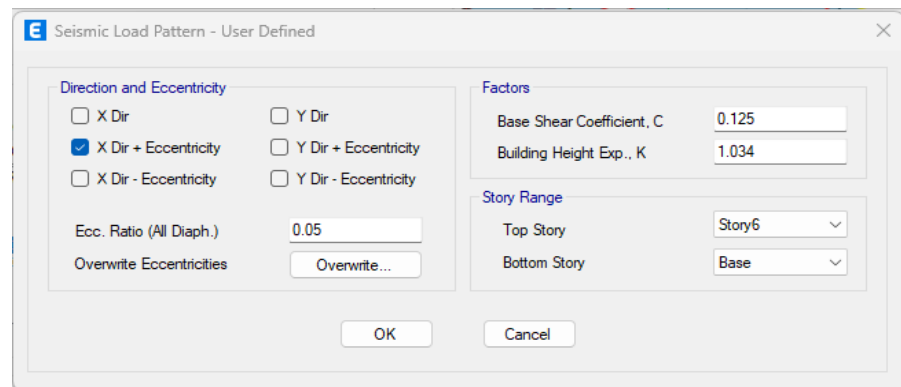 E Seismic Load Pattern - User Defined
Direction and Eccentricity
X Dir
Y Dir
X Dir + Eccentricity
Y Dir + Eccentricity
X Dir - Eccentricity
Y Dir - Eccentricity
Ecc. Ratio (All Diaph.)
0.05
Overwrite Eccentricities
Overwrite...
Factors
Base Shear Coefficient, C
0.125
Building Height Exp., K
1.034
Story Range
Top Story
Story6
Bottom Story
Base
OK
Cancel